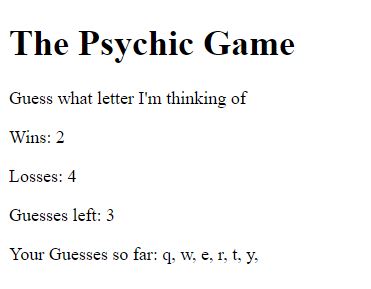 The Psychic Game
Guess what letter I'm thinking of
Wins: 2
Losses: 4
Guesses left: 3
Your Guesses so far: q, w, e, r, t, y,